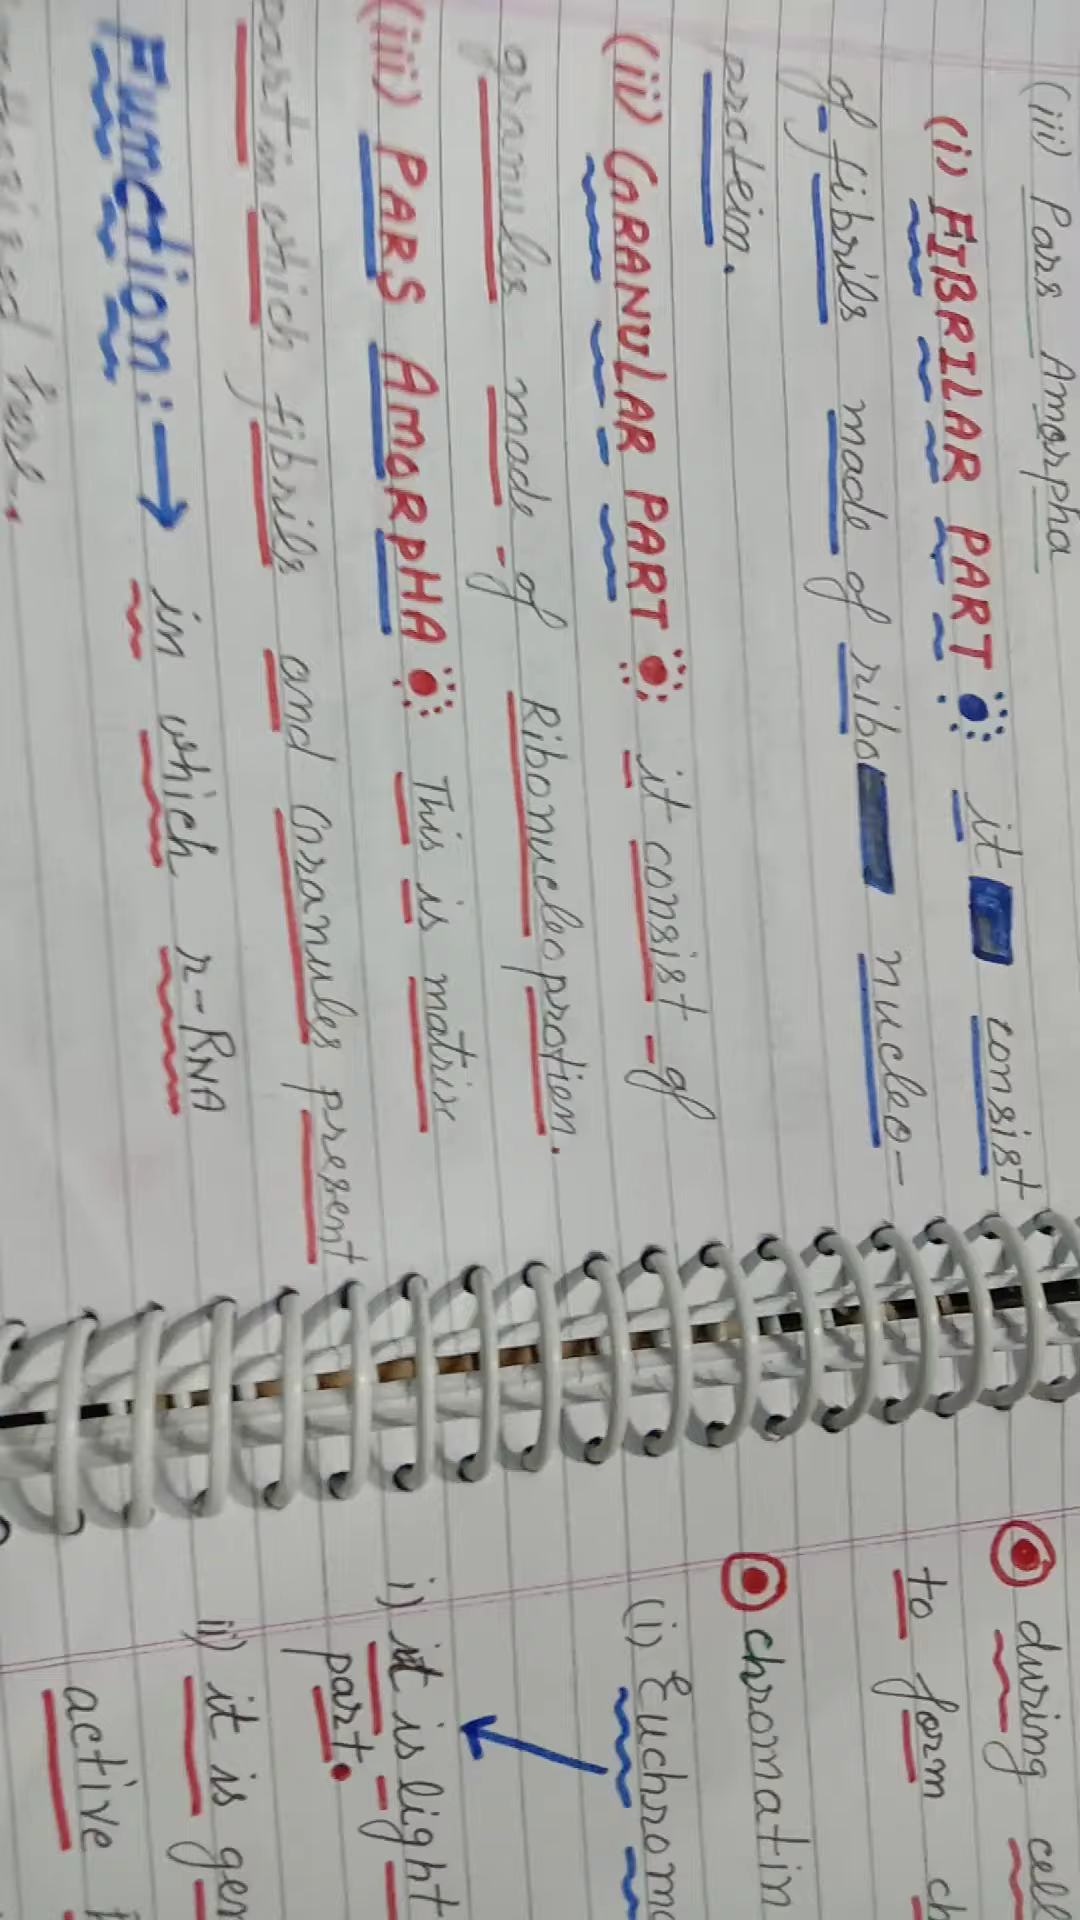 (iii) Pars Amorpha
(i) FIBRILAR PART : it consist
of fibrils made of ribo nucleo-
protein.
(ii) GRANULAR PART : it consist of
granules made of Ribonucleoprotien.
(iii) PARS AMORPHA : This is matrix
part in which fibrils and Granules present
Function :→ in which r-RNA
during cell
to form ch
chromatin
(i) Euchrom
i) it is light
part.
ii) it is gen
active